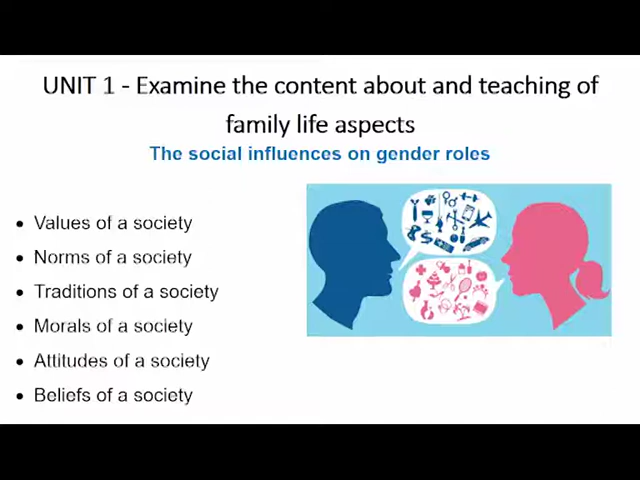 UNIT 1 - Examine the content about and teaching of
family life aspects
The social influences on gender roles
• Values of a society
• Norms of a society
• Traditions of a society
• Morals of a society
• Attitudes of a society
• Beliefs of a society